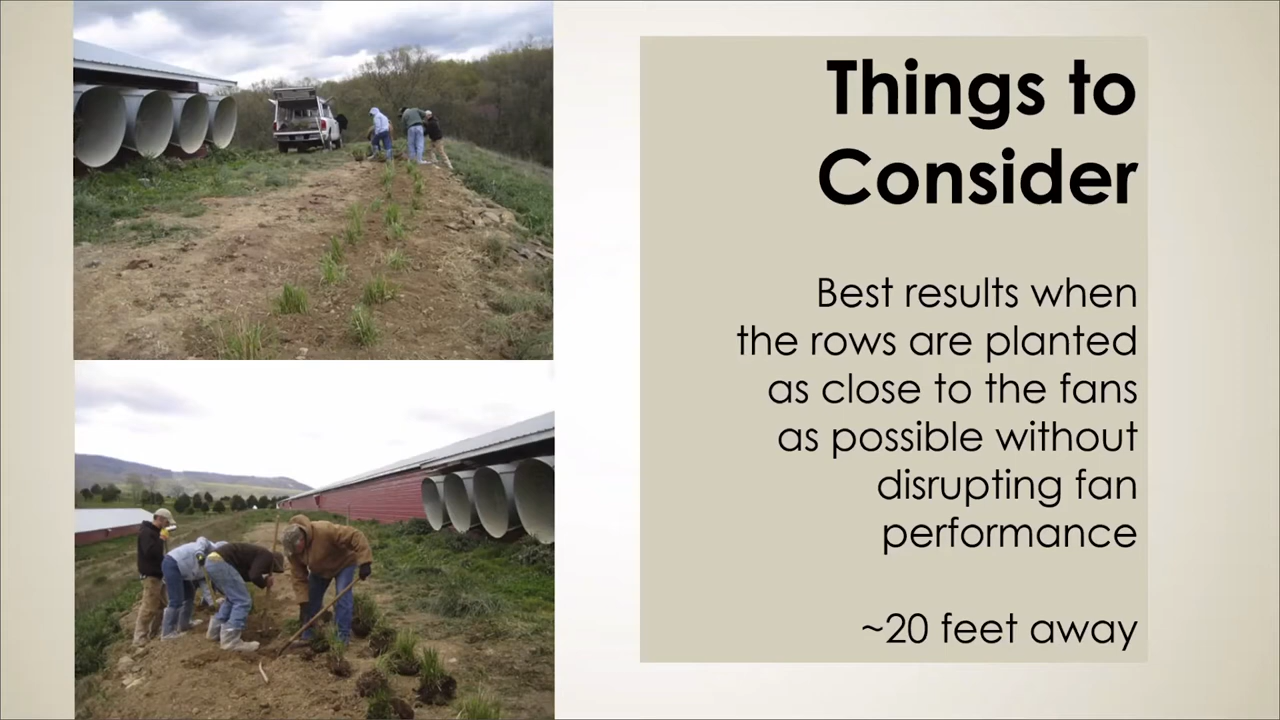 Things to
Consider
Best results when
the rows are planted
as close to the fans
as possible without
disrupting fan
performance
~20 feet away